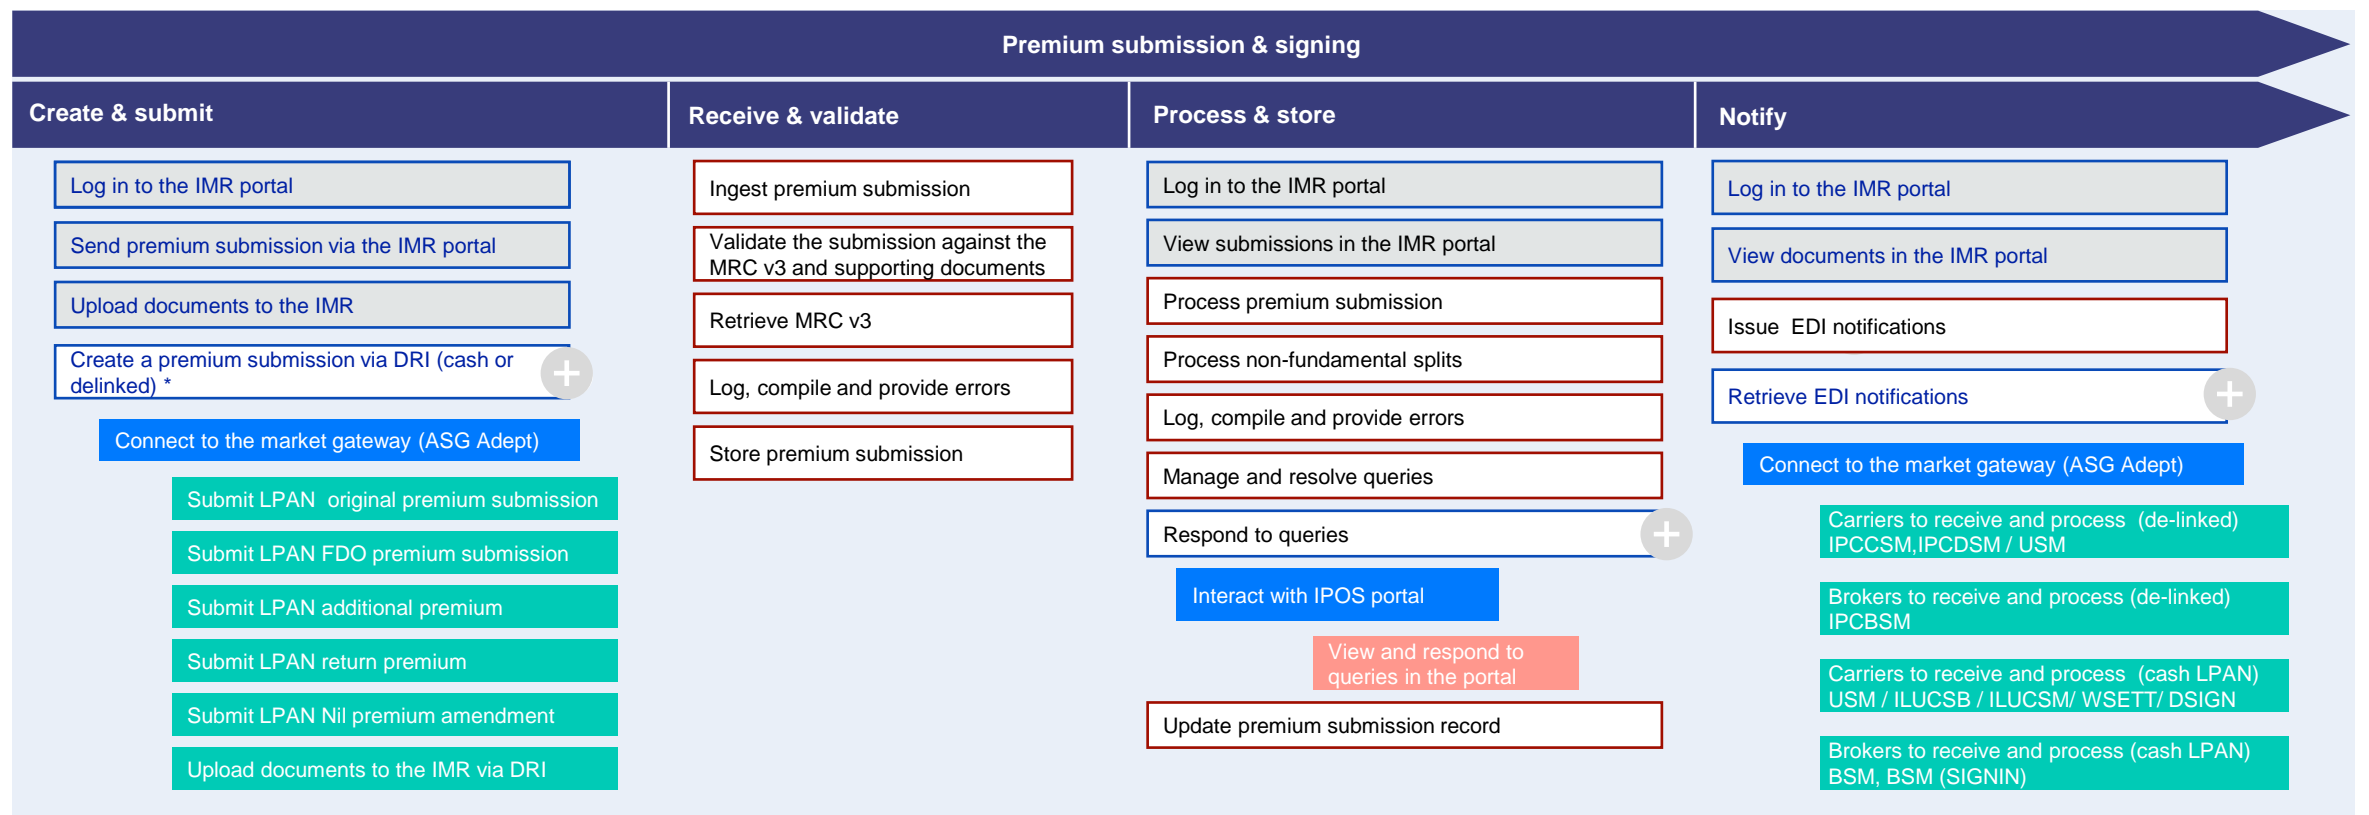 Premium submission & signing
Create & submit
Log in to the IMR portal
Send premium submission via the IMR portal
Upload documents to the IMR
Create a premium submission via DRI (cash or
delinked) *
Connect to the market gateway (ASG Adept)
Submit LPAN  original premium submission
Submit LPAN FDO premium submission
Submit LPAN additional premium
Submit LPAN return premium
Submit LPAN Nil premium amendment
Upload documents to the IMR via DRI
Receive & validate
Ingest premium submission
Validate the submission against the
MRC v3 and supporting documents
Retrieve MRC v3
Log, compile and provide errors
Store premium submission
Process & store
Log in to the IMR portal
View submissions in the IMR portal
Process premium submission
Process non-fundamental splits
Log, compile and provide errors
Manage and resolve queries
Respond to queries
Interact with IPOS portal
View and respond to
queries in the portal
Update premium submission record
Notify
Log in to the IMR portal
View documents in the IMR portal
Issue  EDI notifications
Retrieve EDI notifications
Connect to the market gateway (ASG Adept)
Carriers to receive and process  (de-linked)
IPCCSM,IPCDSM / USM
Brokers to receive and process (de-linked)
IPCBSM
Carriers to receive and process  (cash LPAN)
USM / ILUCSB / ILUCSM/ WSETT/ DSIGN
Brokers to receive and process (cash LPAN)
BSM, BSM (SIGNIN)